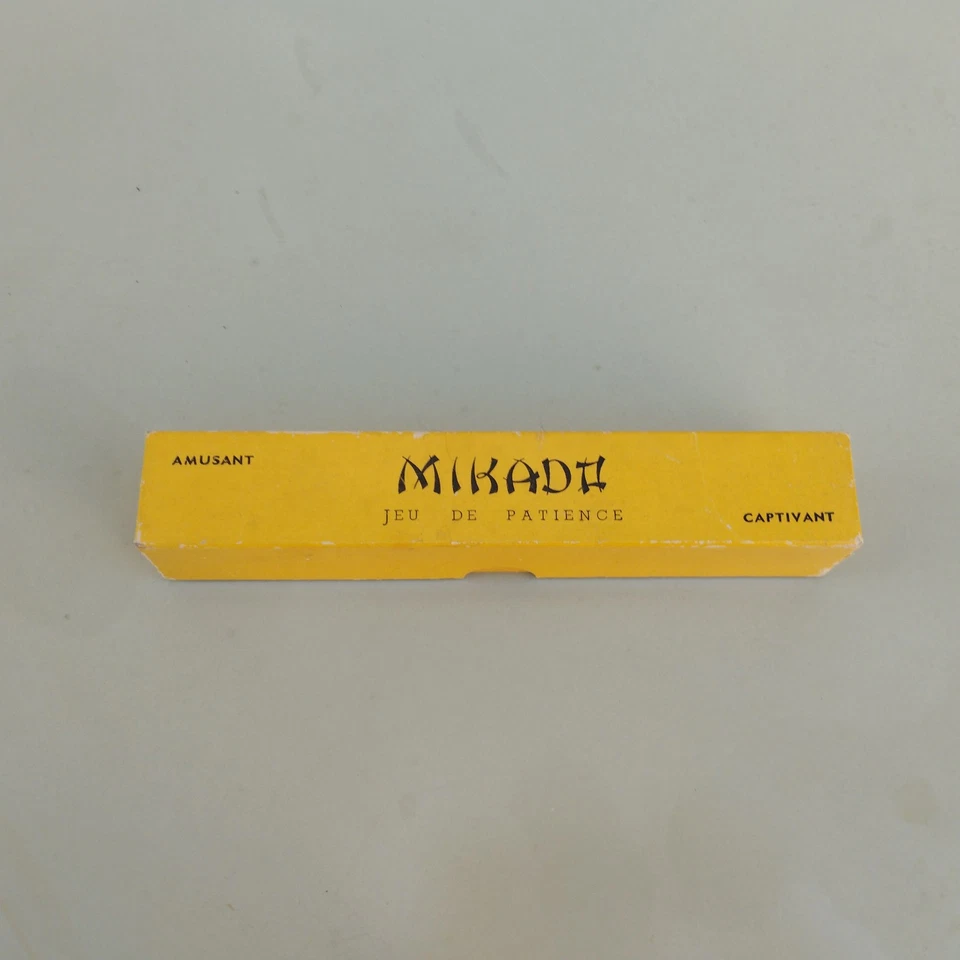 AMUSANT
MIKADO
JEU DE PATIENCE
CAPTIVANT